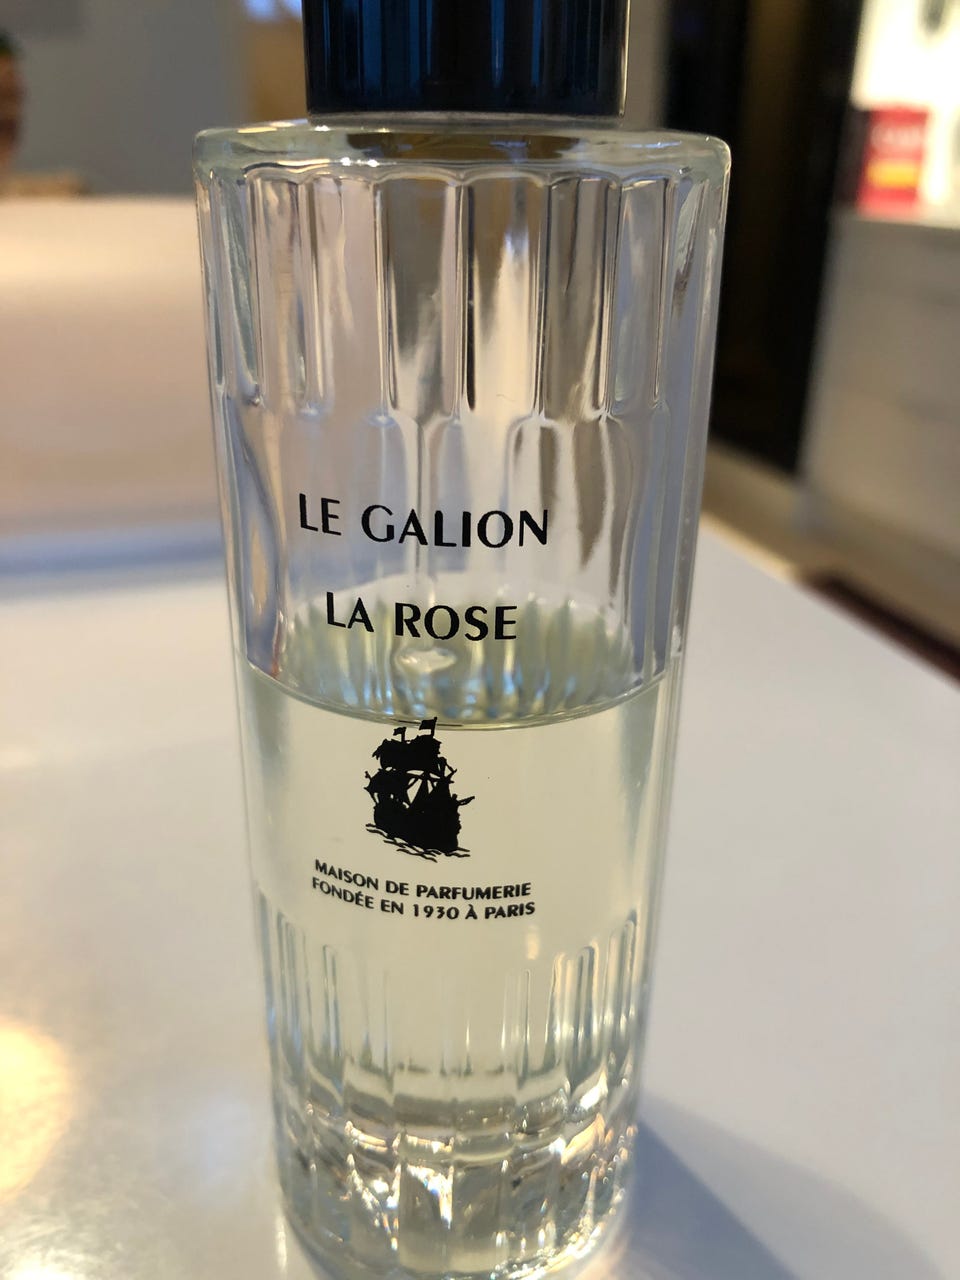 LE GALION
LA ROSE
MAISON DE PARFUMERIE
FONDÉE EN 1930 À PARIS